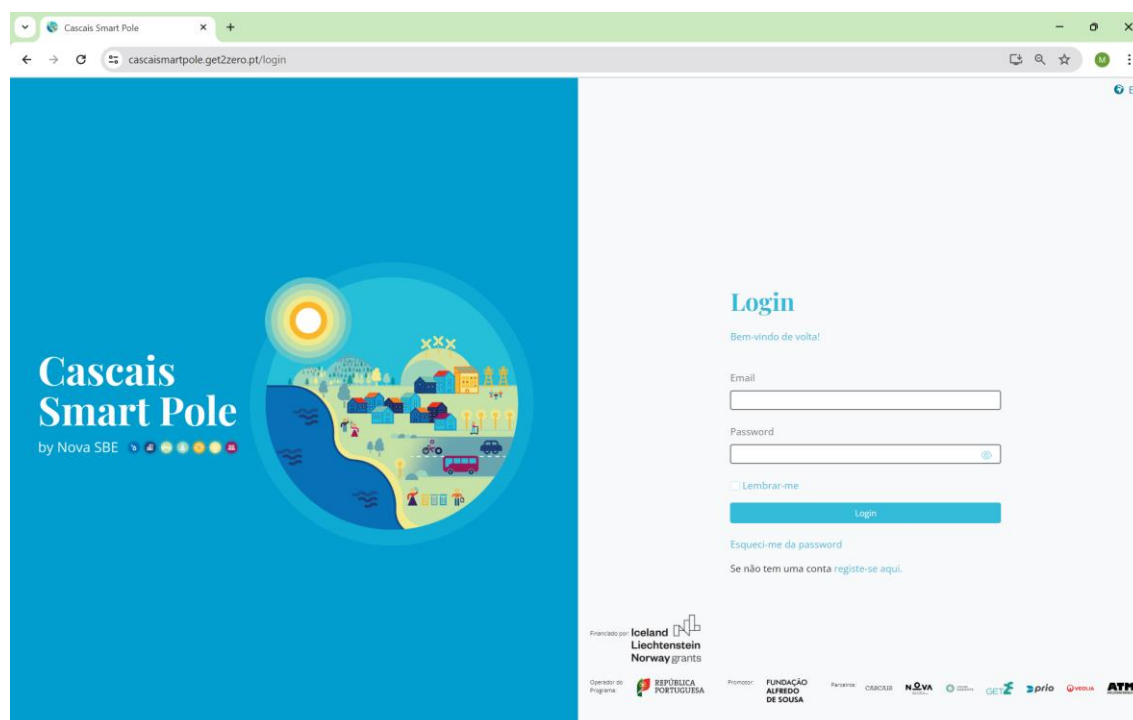 Cascais Smart Pole
cascaismartpole.get2zero.pt/login
M
E
Cascais
Smart Pole
by Nova SBE
Login
Bem-vindo de volta!
Email
Password
Lembrar-me
Login
Esqueci-me da password
Se não tem uma conta registe-se aqui.
Financiado por:
Iceland
Liechtenstein
Norway grants
Operador do
Programa:
REPÚBLICA
PORTUGUESA
Promotor:
FUNDAÇÃO
ALFREDO
DE SOUSA
Parceiros:
CASCAIS
NOVA
GET2
prio
VEOLIA
ATM